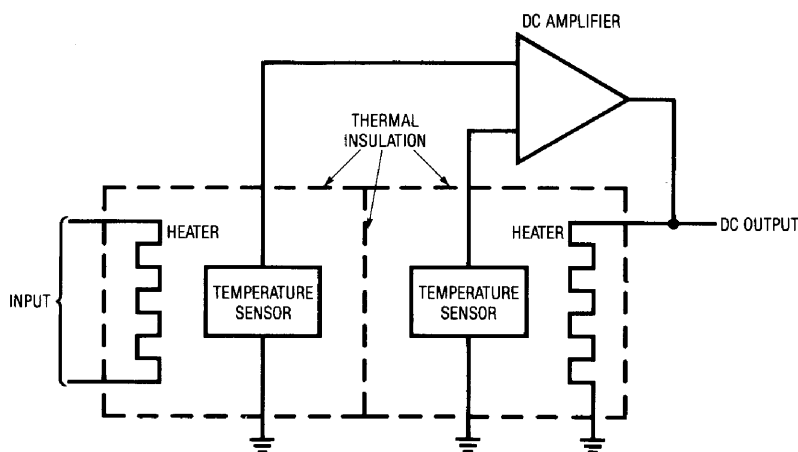 DC AMPLIFIER
THERMAL
INSULATION
HEATER
HEATER
DC OUTPUT
INPUT
TEMPERATURE
SENSOR
TEMPERATURE
SENSOR